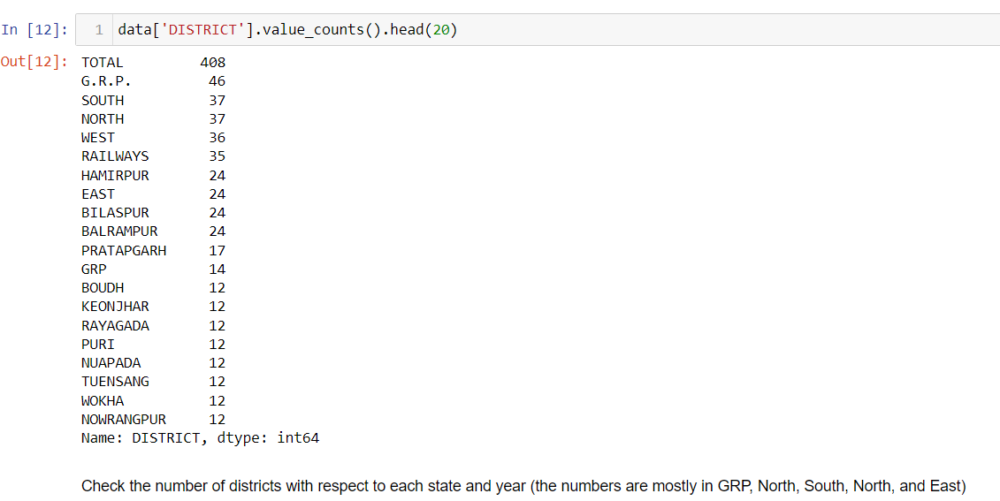 In [12]: 1 data['DISTRICT'].value_counts().head(20)
Out[12]: TOTAL 408
G.R.P. 46
SOUTH 37
NORTH 37
WEST 36
RAILWAYS 35
HAMIRPUR 24
EAST 24
BILASPUR 24
BALRAMPUR 24
PRATAPGARH 17
GRP 14
BOUDH 12
KEONJHAR 12
RAYAGADA 12
PURI 12
NUAPADA 12
TUENSANG 12
WOKHA 12
NOWRANGPUR 12
Name: DISTRICT, dtype: int64
Check the number of districts with respect to each state and year (the numbers are mostly in GRP, North, South, North, and East)